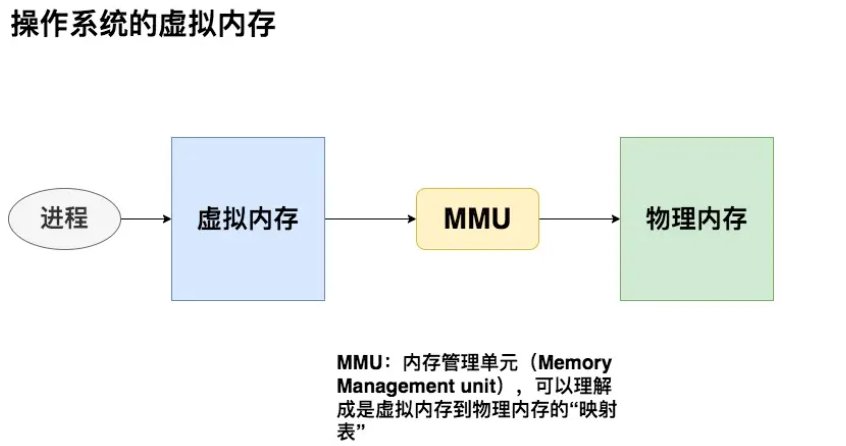 操作系统的虚拟内存
进程
虚拟内存
MMU
物理内存
MMU：内存管理单元（Memory
Management unit），可以理解
成是虚拟内存到物理内存的“映射
表”